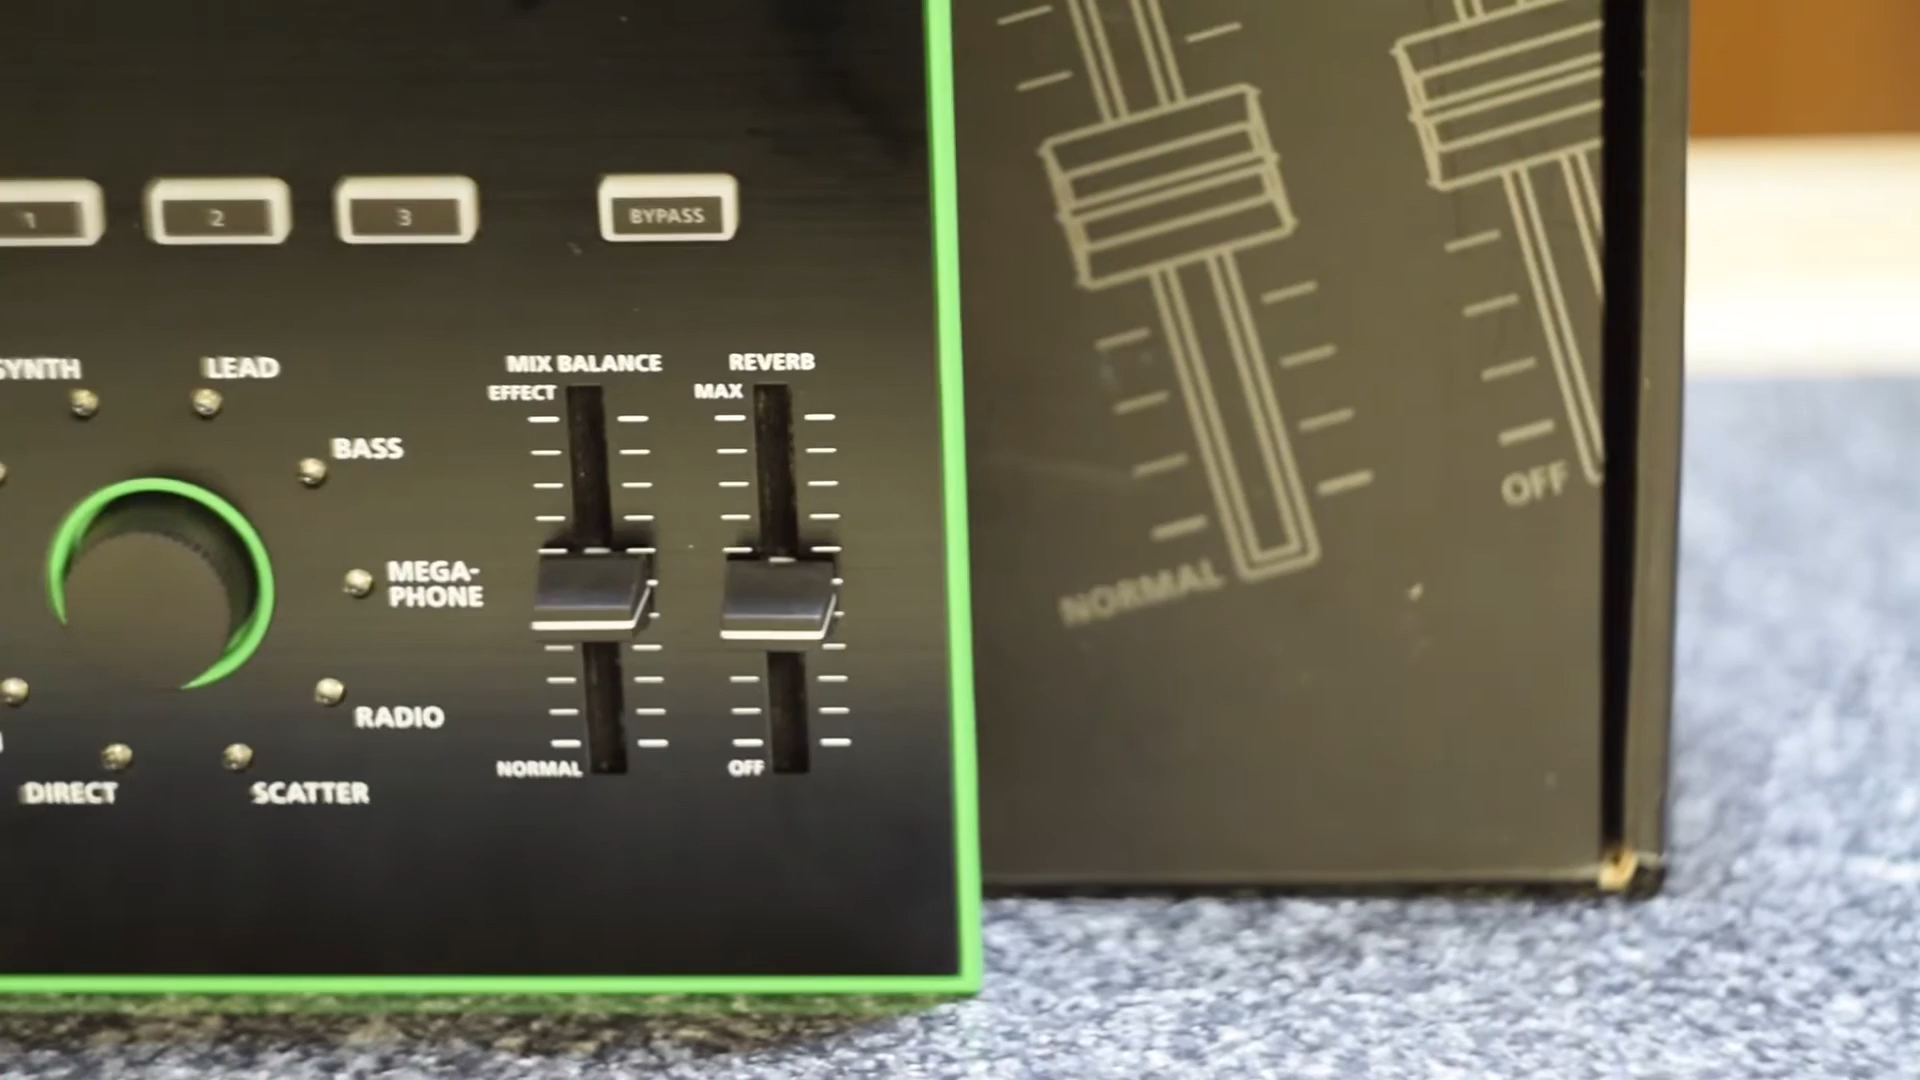 1 2 3 BYPASS
SYNTH LEAD
BASS
MEGA-
PHONE
RADIO
SCATTER
DIRECT
MIX BALANCE
EFFECT
NORMAL
REVERB
MAX
OFF
NORMAL
OFF